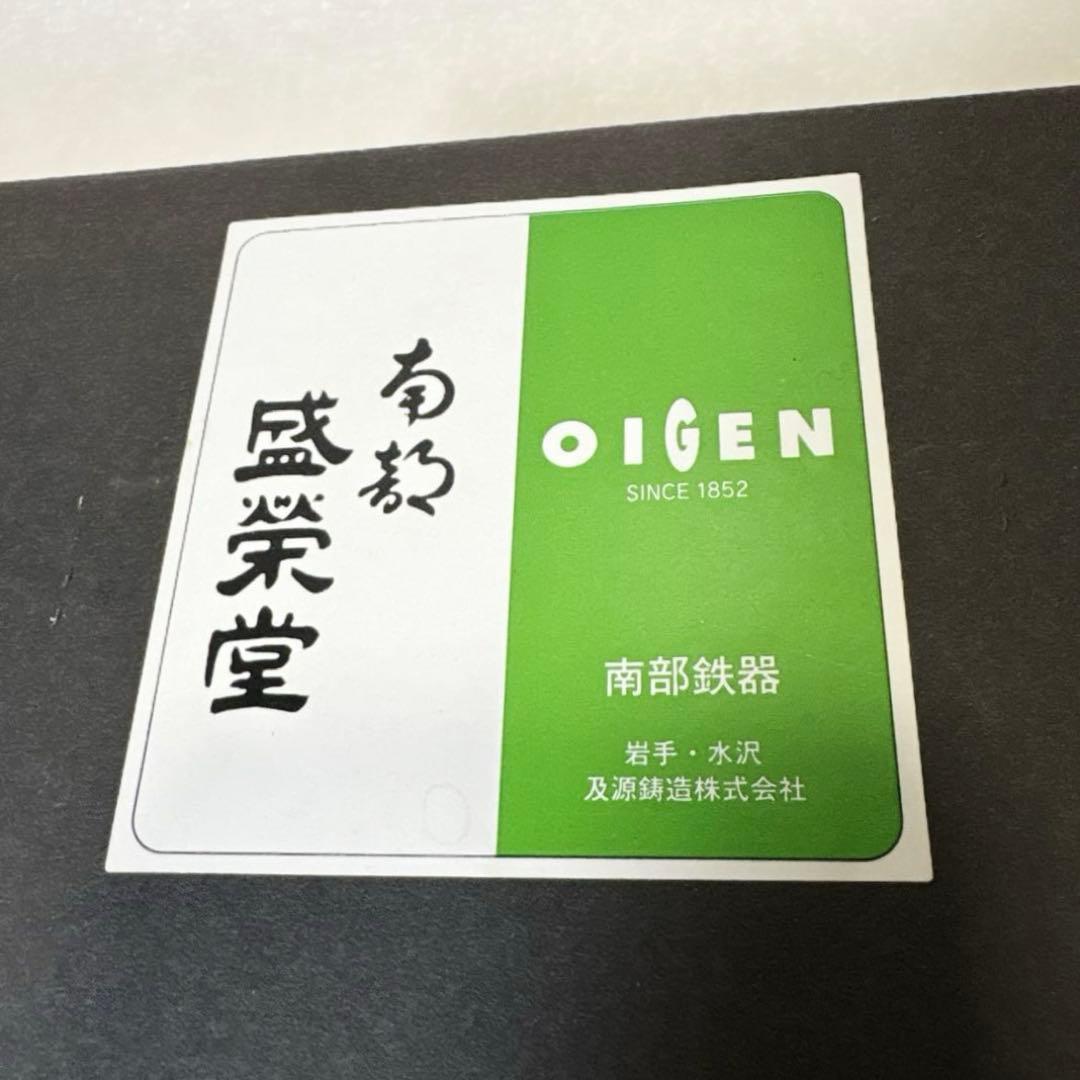 南部
盛榮堂
OIGEN
SINCE 1852
南部鉄器
岩手・水沢
及源鋳造株式会社